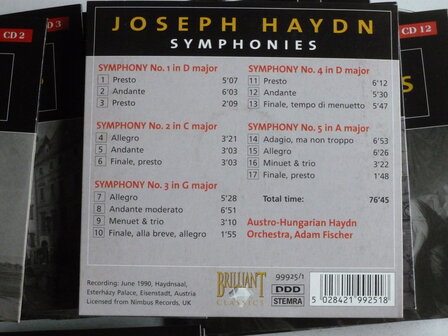 CD 2
CD 3
CD 12
JOSEPH HAYDN
SYMPHONIES
SYMPHONY No. 1 in D major
1 Presto 5'07
2 Andante 6'03
3 Presto 2'09
SYMPHONY No. 2 in C major
4 Allegro 3'21
5 Andante 3'03
6 Finale, presto 3'03
SYMPHONY No. 3 in G major
7 Allegro 5'28
8 Andante moderato 6'51
9 Menuet & trio 3'10
10 Finale, alla breve, allegro 1'55
SYMPHONY No. 4 in D major
11 Presto 6'12
12 Andante 5'30
13 Finale, tempo di menuetto 5'47
SYMPHONY No. 5 in A major
14 Adagio, ma non troppo 6'53
15 Allegro 6'26
16 Minuet & trio 3'22
17 Finale, presto 1'48
Total time: 76'45
Austro-Hungarian Haydn
Orchestra, Adam Fischer
Recording: June 1990, Haydnsaal,
Esterházy Palace, Eisenstadt, Austria
Licensed from Nimbus Records, UK
BRILLIANT
CLASSICS
99925/1
DDD
STEMRA
5 028421 992518